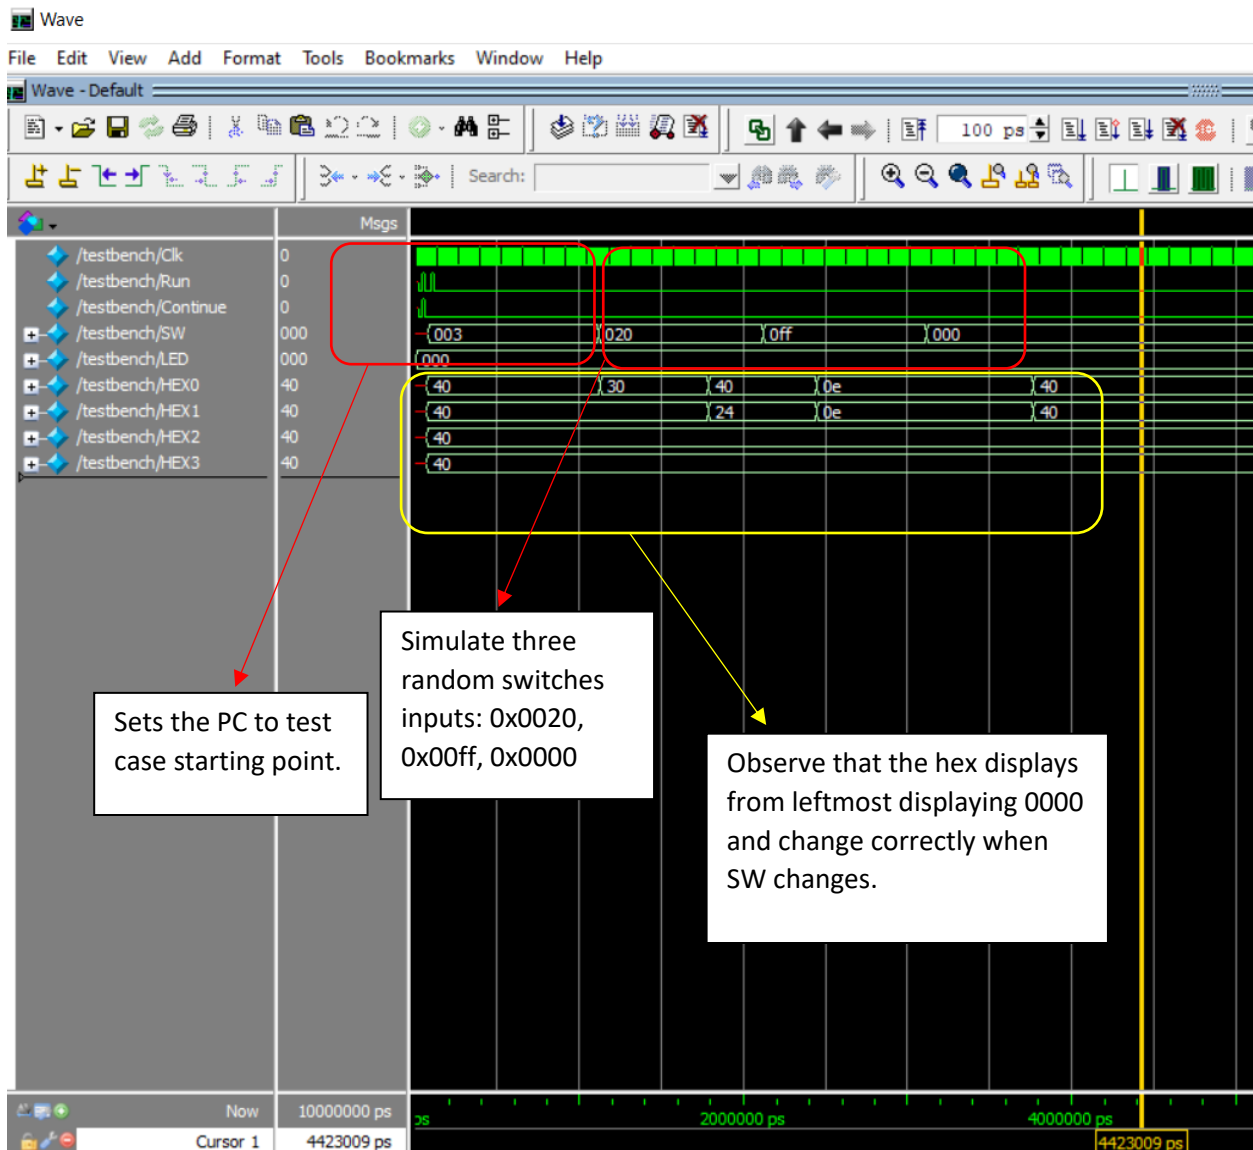 Wave
File Edit View Add Format Tools Bookmarks Window Help
Wave - Default
100 ps
Search:
Msgs
/testbench/Clk 0
/testbench/Run 0
/testbench/Continue 0
/testbench/SW 000 003 020 0ff 000
/testbench/LED 000 000
/testbench/HEX0 40 40 30 40 0e 40
/testbench/HEX1 40 40 24 0e 40
/testbench/HEX2 40 40
/testbench/HEX3 40 40
Simulate three
random switches
inputs: 0x0020,
0x00ff, 0x0000
Sets the PC to test
case starting point.
Observe that the hex displays
from leftmost displaying 0000
and change correctly when
SW changes.
Now 10000000 ps ps 2000000 ps 4000000 ps
Cursor 1 4423009 ps 4423009 ps